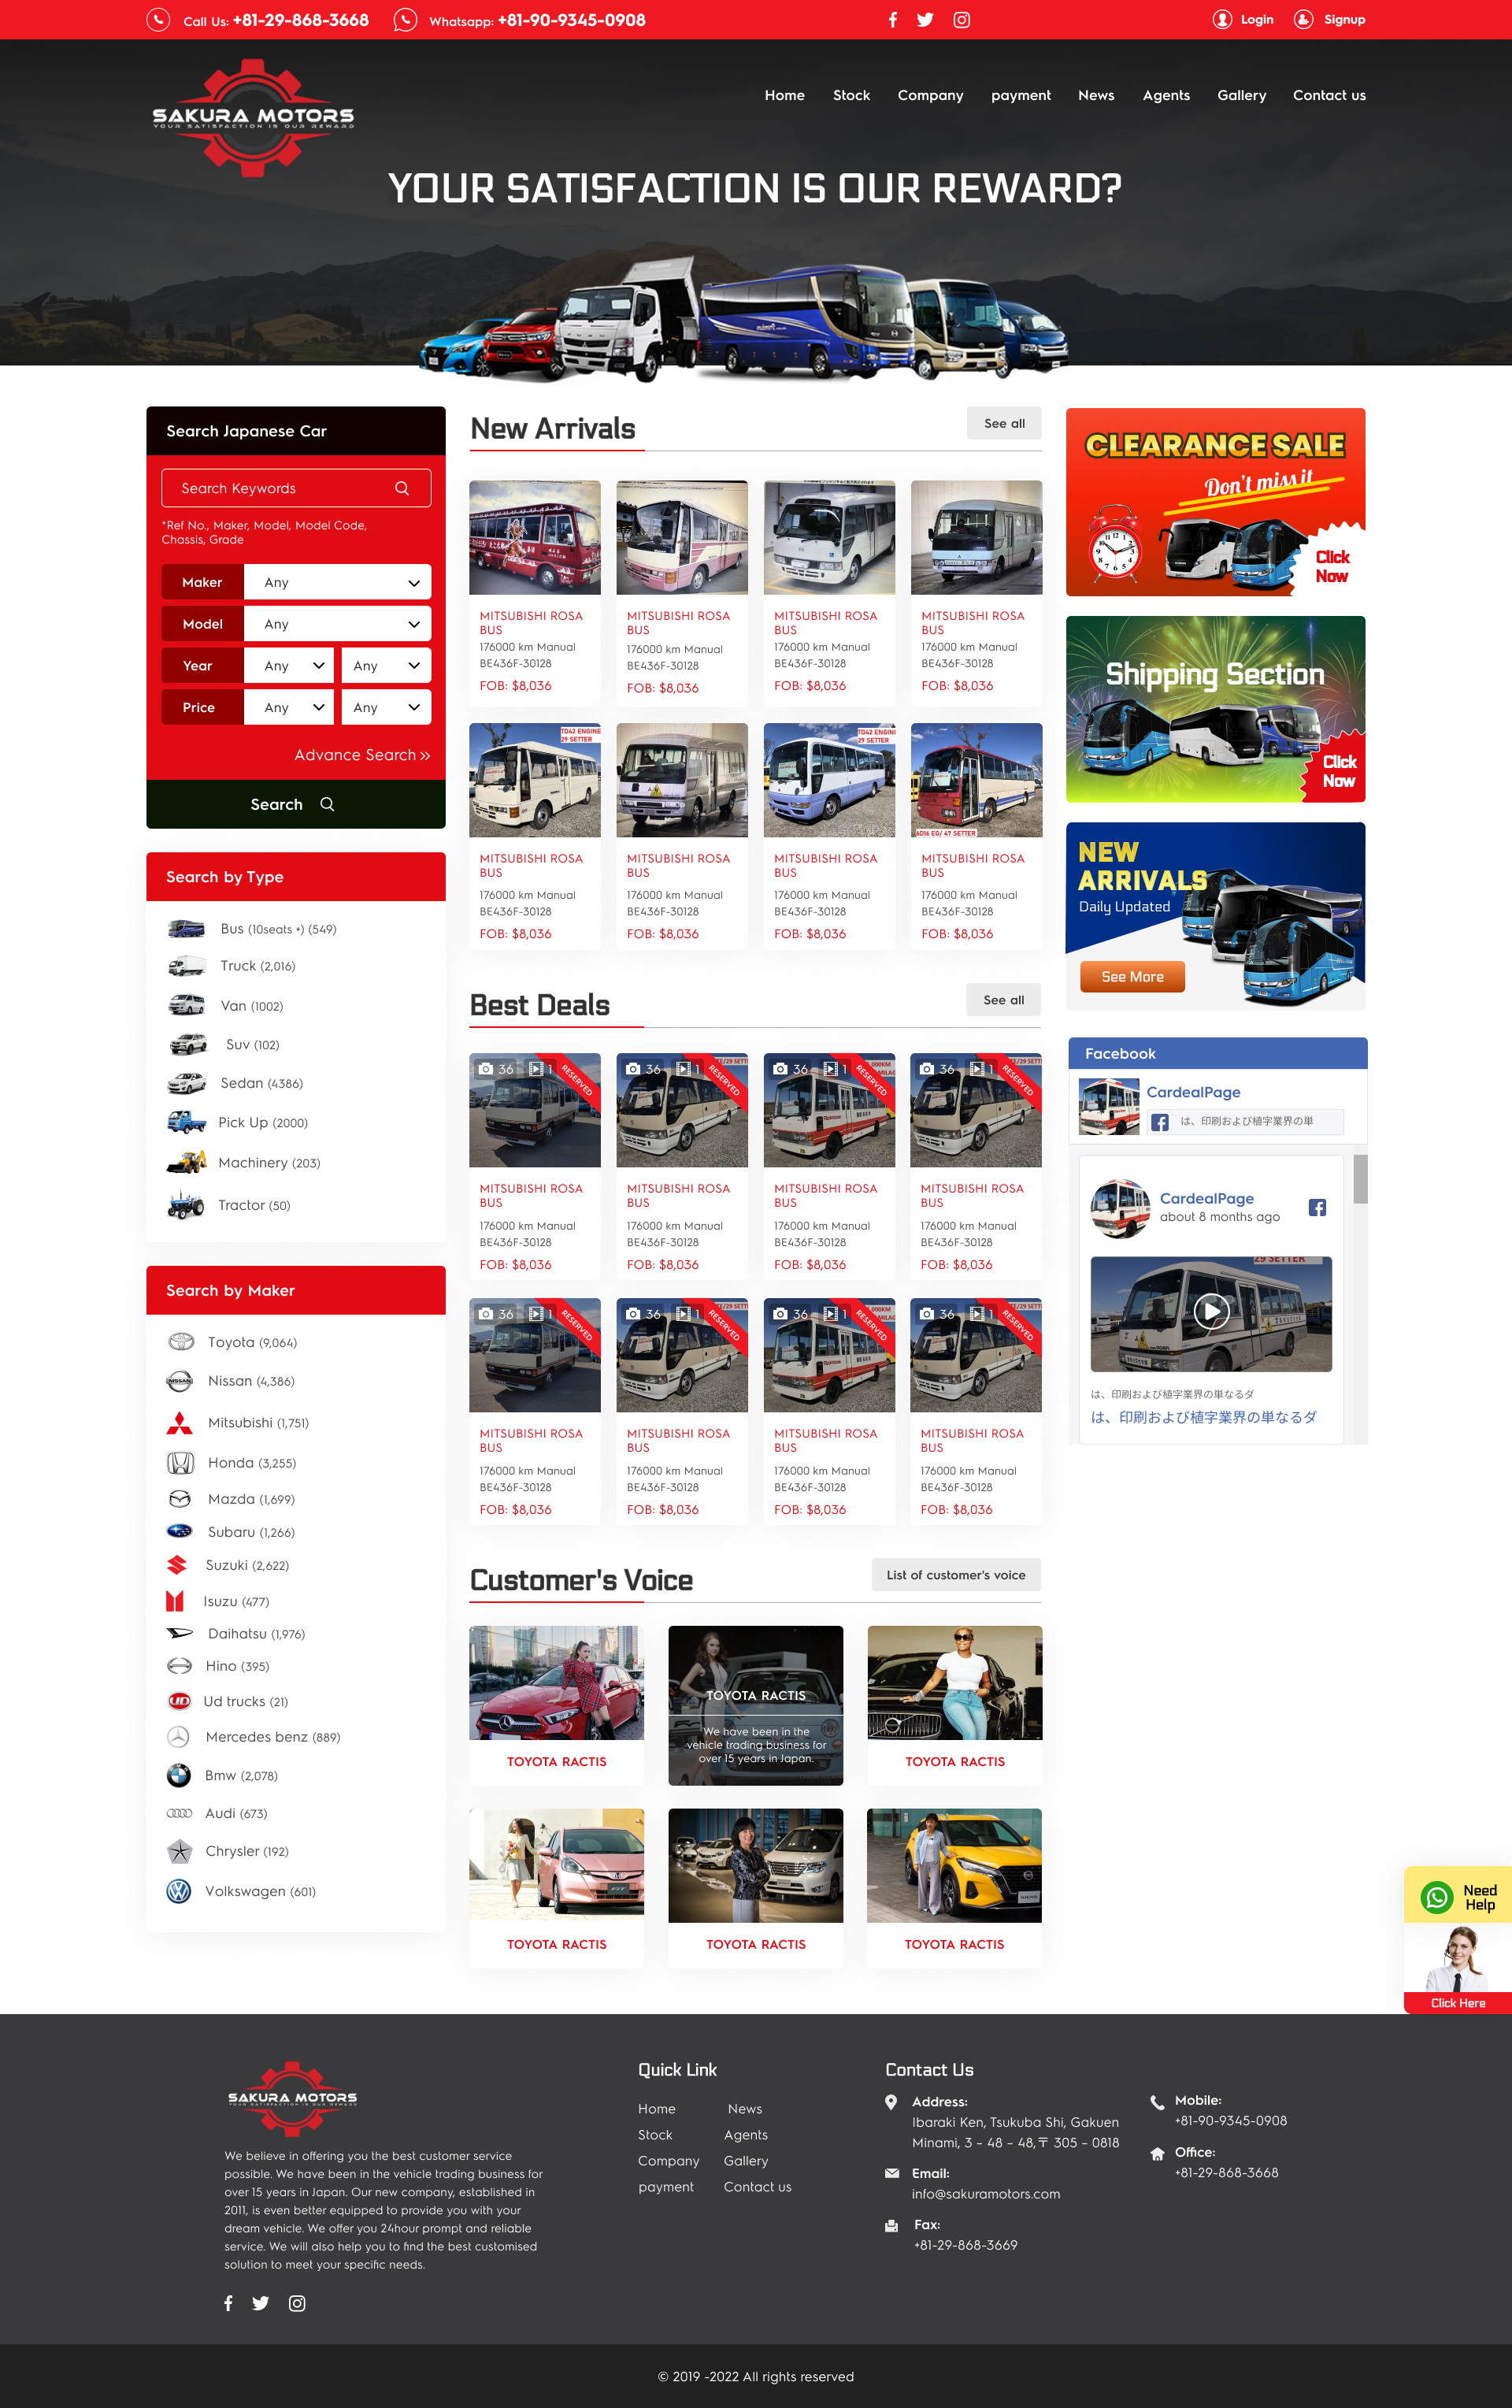 Call Us: +81-29-868-3668
Whatsapp: +81-90-9345-0908
Login
Signup
SAKURA MOTORS
YOUR SATISFACTION IS OUR REWARD
Home Stock Company payment News Agents Gallery Contact us
YOUR SATISFACTION IS OUR REWARD?
Search Japanese Car
Search Keywords
*Ref No., Maker, Model, Model Code,
Chassis, Grade
Maker Any
Model Any
Year Any Any
Price Any Any
Advance Search »
Search
Search by Type
Bus (10seats +) (549)
Truck (2,016)
Van (1002)
Suv (102)
Sedan (4386)
Pick Up (2000)
Machinery (203)
Tractor (50)
Search by Maker
Toyota (9,064)
Nissan (4,386)
Mitsubishi (1,751)
Honda (3,255)
Mazda (1,699)
Subaru (1,266)
Suzuki (2,622)
Isuzu (477)
Daihatsu (1,976)
Hino (395)
Ud trucks (21)
Mercedes benz (889)
Bmw (2,078)
Audi (673)
Chrysler (192)
Volkswagen (601)
New Arrivals
See all
MITSUBISHI ROSA
BUS
176000 km Manual
BE436F-30128
FOB: $8,036
MITSUBISHI ROSA
BUS
176000 km Manual
BE436F-30128
FOB: $8,036
MITSUBISHI ROSA
BUS
176000 km Manual
BE436F-30128
FOB: $8,036
MITSUBISHI ROSA
BUS
176000 km Manual
BE436F-30128
FOB: $8,036
TD42 ENGINE
29 SETTER
MITSUBISHI ROSA
BUS
176000 km Manual
BE436F-30128
FOB: $8,036
MITSUBISHI ROSA
BUS
176000 km Manual
BE436F-30128
FOB: $8,036
TD42 ENGINE
29 SETTER
MITSUBISHI ROSA
BUS
176000 km Manual
BE436F-30128
FOB: $8,036
6D16 EG/ 47 SETTER
MITSUBISHI ROSA
BUS
176000 km Manual
BE436F-30128
FOB: $8,036
Best Deals
See all
36 1 RESERVED
MITSUBISHI ROSA
BUS
176000 km Manual
BE436F-30128
FOB: $8,036
36 1 RESERVED
MITSUBISHI ROSA
BUS
176000 km Manual
BE436F-30128
FOB: $8,036
36 1 RESERVED
MITSUBISHI ROSA
BUS
176000 km Manual
BE436F-30128
FOB: $8,036
36 1 RESERVED
MITSUBISHI ROSA
BUS
176000 km Manual
BE436F-30128
FOB: $8,036
36 1 RESERVED
MITSUBISHI ROSA
BUS
176000 km Manual
BE436F-30128
FOB: $8,036
36 1 RESERVED
MITSUBISHI ROSA
BUS
176000 km Manual
BE436F-30128
FOB: $8,036
36 1 RESERVED
MITSUBISHI ROSA
BUS
176000 km Manual
BE436F-30128
FOB: $8,036
36 1 RESERVED
MITSUBISHI ROSA
BUS
176000 km Manual
BE436F-30128
FOB: $8,036
Customer's Voice
List of customer's voice
TOYOTA RACTIS
TOYOTA RACTIS
We have been in the
vehicle trading business for
over 15 years in Japan.
TOYOTA RACTIS
TOYOTA RACTIS
TOYOTA RACTIS
TOYOTA RACTIS
CLEARANCE SALE
Don't miss it
Click
Now
Shipping Section
Click
Now
NEW
ARRIVALS
Daily Updated
See More
Facebook
CardealPage
は、印刷および植字業界の単
CardealPage
about 8 months ago
29 SETTER
は、印刷および植字業界の単なるダ
は、印刷および植字業界の単なるダ
Need
Help
Click Here
SAKURA MOTORS
YOUR SATISFACTION IS OUR REWARD
We believe in offering you the best customer service
possible. We have been in the vehicle trading business for
over 15 years in Japan. Our new company, established in
2011, is even better equipped to provide you with your
dream vehicle. We offer you 24hour prompt and reliable
service. We will also help you to find the best customised
solution to meet your specific needs.
Quick Link
Home News
Stock Agents
Company Gallery
payment Contact us
Contact Us
Address:
Ibaraki Ken, Tsukuba Shi, Gakuen
Minami, 3 - 48 - 48,〒 305 - 0818
Email:
info@sakuramotors.com
Fax:
+81-29-868-3669
Mobile:
+81-90-9345-0908
Office:
+81-29-868-3668
© 2019 -2022 All rights reserved